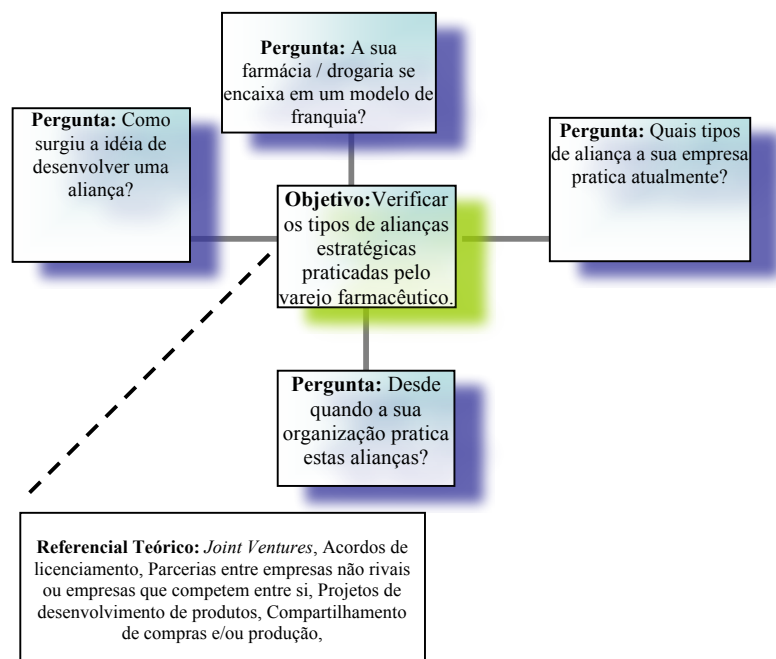 Pergunta: A sua
farmácia / drogaria se
encaixa em um modelo de
franquia?
Pergunta: Como
surgiu a idéia de
desenvolver uma
aliança?
Pergunta: Quais tipos
de aliança a sua empresa
pratica atualmente?
Objetivo:Verificar
os tipos de alianças
estratégicas
praticadas pelo
varejo farmacêutico.
Pergunta: Desde
quando a sua
organização pratica
estas alianças?
Referencial Teórico: Joint Ventures, Acordos de
licenciamento, Parcerias entre empresas não rivais
ou empresas que competem entre si, Projetos de
desenvolvimento de produtos, Compartilhamento
de compras e/ou produção,